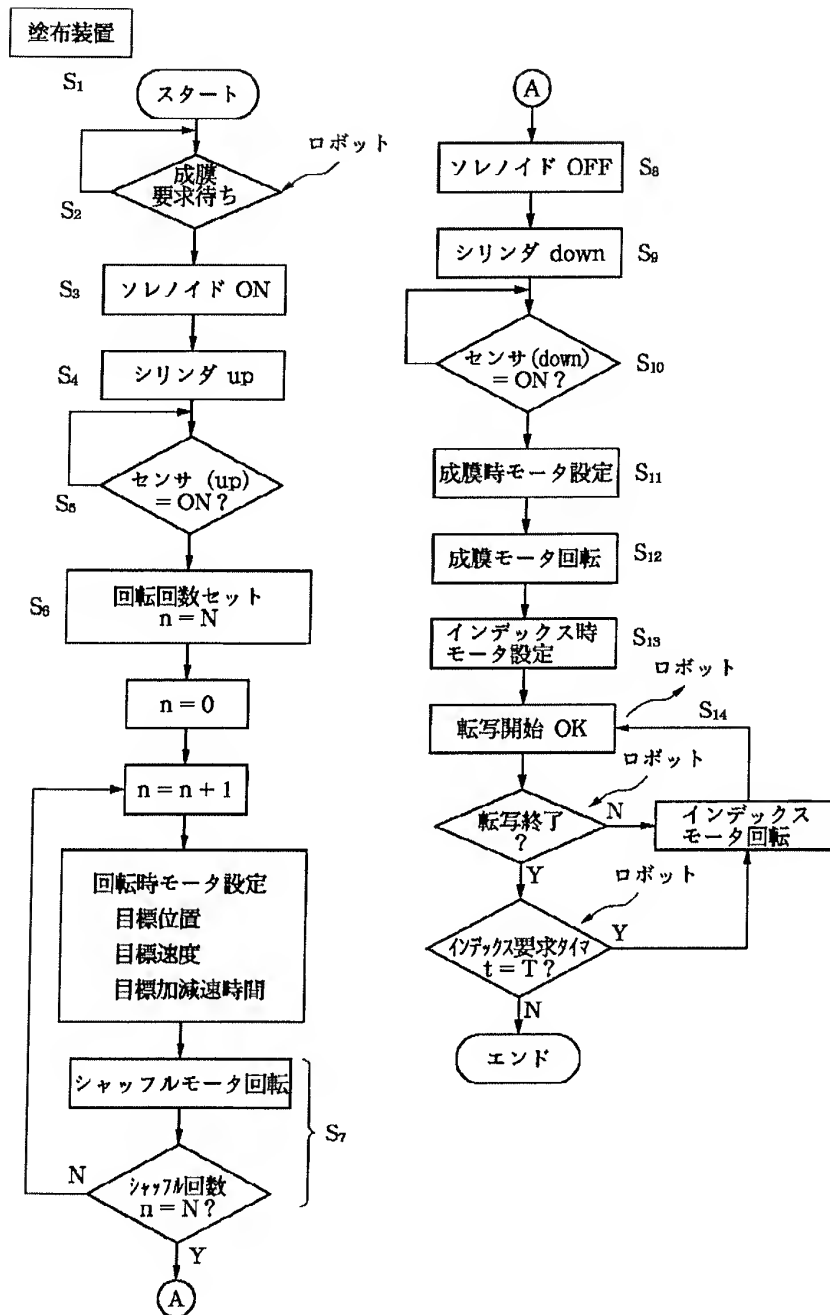 塗布装置
S1
スタート
ロボット
成膜
要求待ち
S2
S3
ソレノイド ON
S4
シリンダ up
センサ (up)
= ON ?
S5
S6
回転回数セット
n = N
n = 0
n = n + 1
回転時モータ設定
目標位置
目標速度
目標加減速時間
シャッフルモータ回転
S7
N
シャッフル回数
n = N ?
Y
A
A
ソレノイド OFF
S8
シリンダ down
S9
センサ (down)
= ON ?
S10
成膜時モータ設定
S11
成膜モータ回転
S12
インデックス時
モータ設定
S13
ロボット
S14
転写開始 OK
ロボット
転写終了
?
N
インデックス
モータ回転
Y
ロボット
インデックス要求タイマ
t = T ?
Y
N
エンド